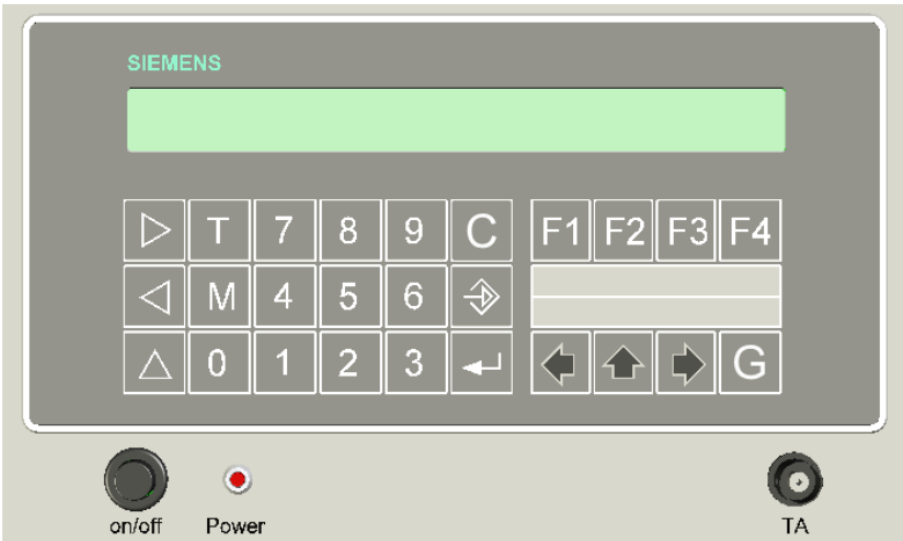 SIEMENS
T 7 8 9 C F1 F2 F3 F4
M 4 5 6
0 1 2 3 G
on/off Power TA